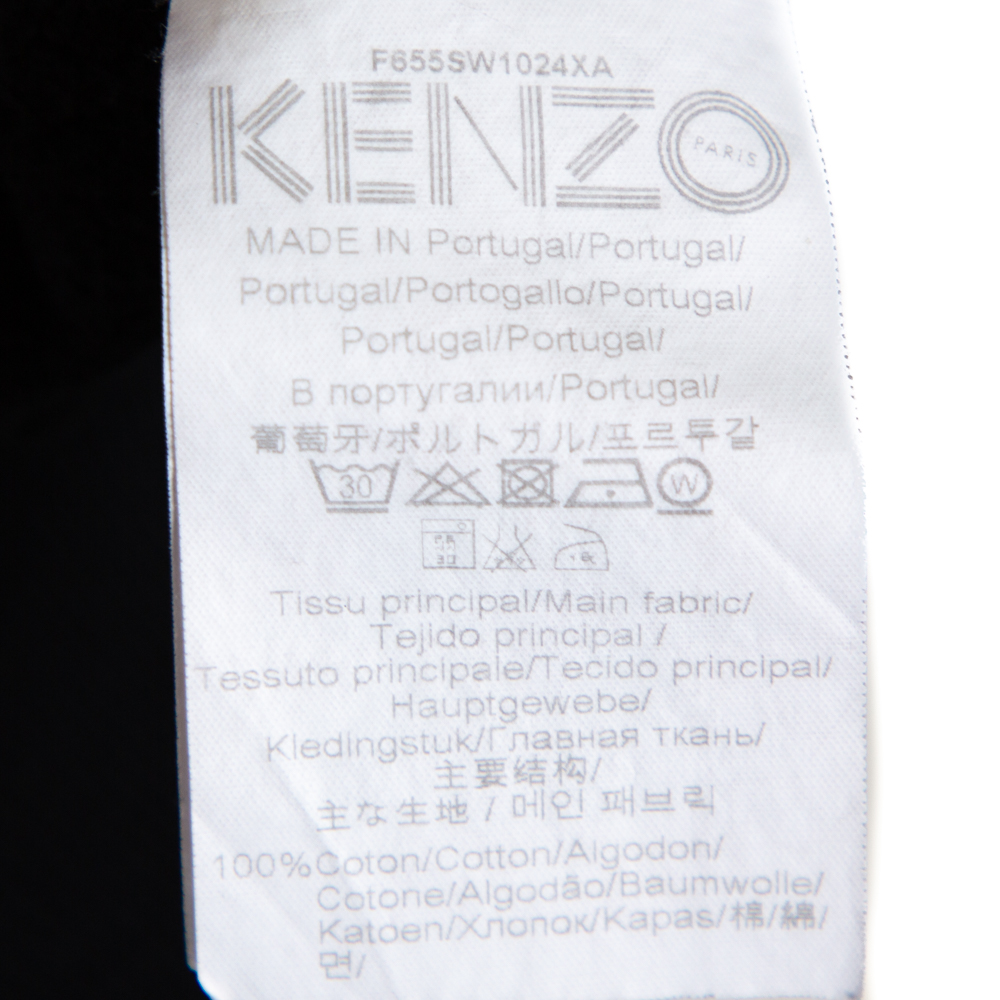 F655SW1024XA
KENZO PARIS
MADE IN Portugal/Portugal/
Portugal/Portogallo/Portugal/
Portugal/Portugal/
В португалии/Portugal/
葡萄牙/ポルトガル/포르투갈
30 W
Tissu principal/Main fabric/
Tejido principal /
Tessuto principale/Tecido principal/
Hauptgewebe/
Kledingstuk/Главная ткань/
主要结构/
主な生地 / 메인 패브릭
100%Coton/Cotton/Algodon/
Cotone/Algodão/Baumwolle/
Katoen/Хлопок/Kapas/棉/綿/
면/